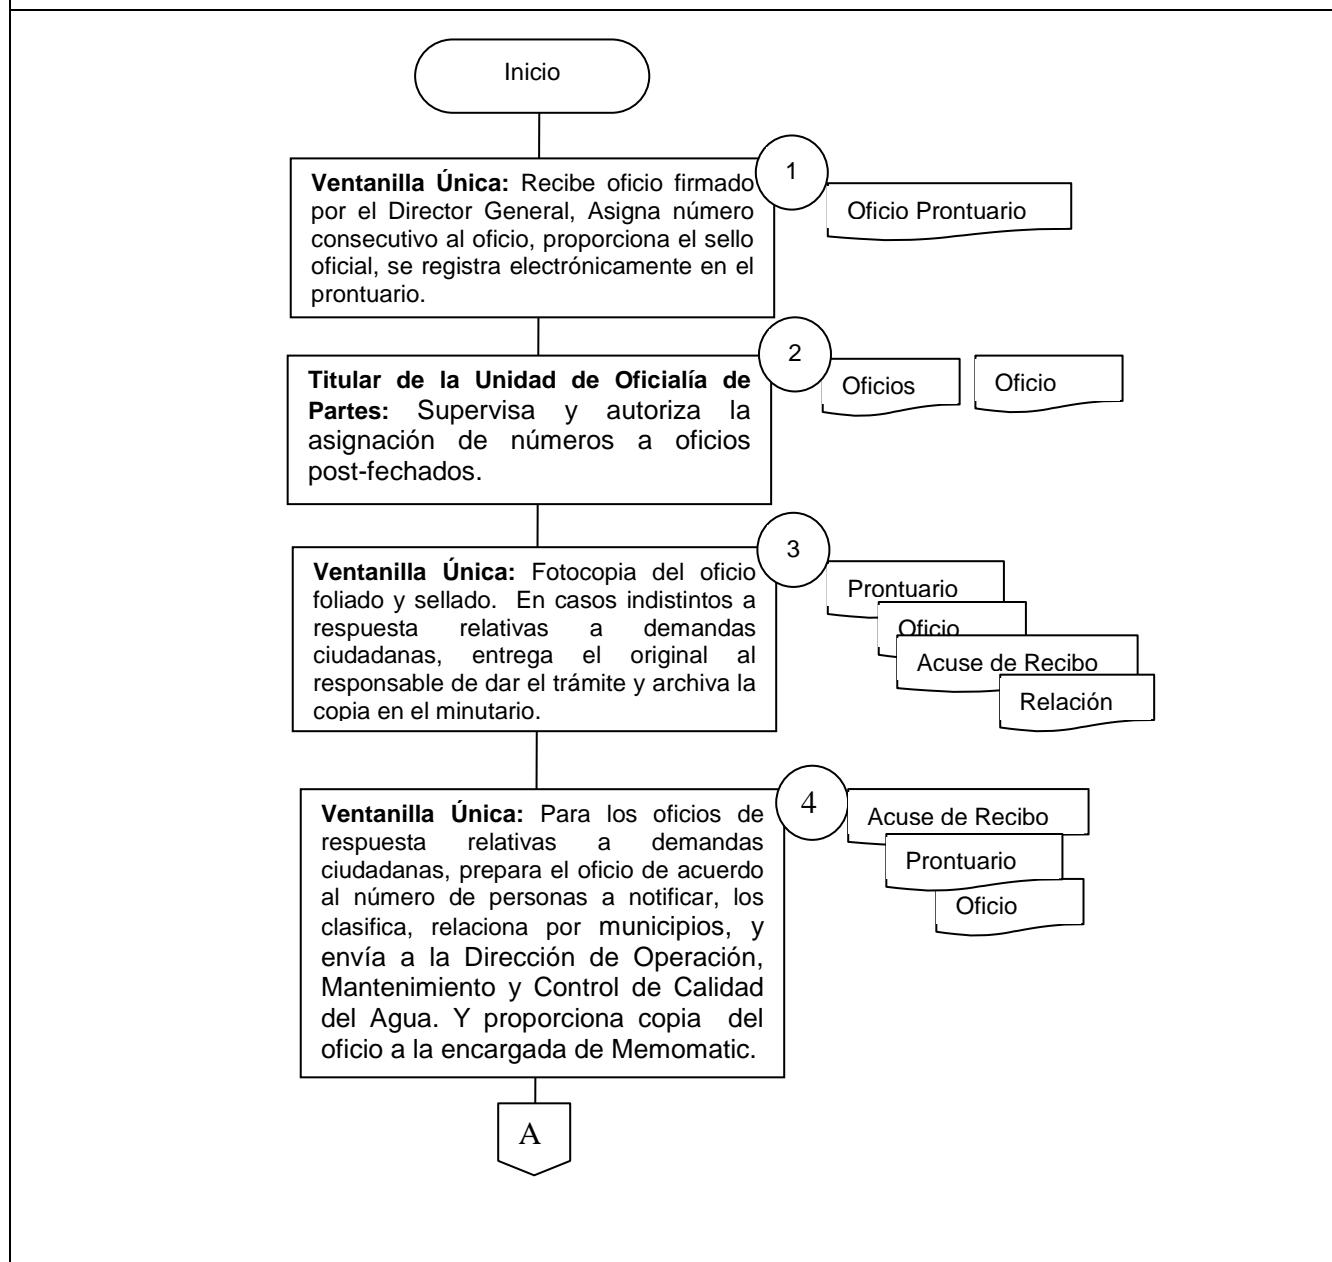 Inicio
Ventanilla Única: Recibe oficio firmado
por el Director General, Asigna número
consecutivo al oficio, proporciona el sello
oficial, se registra electrónicamente en el
prontuario.
1
Oficio Prontuario
Titular de la Unidad de Oficialía de
Partes: Supervisa y autoriza la
asignación de números a oficios
post-fechados.
2
Oficios
Oficio
Ventanilla Única: Fotocopia del oficio
foliado y sellado. En casos indistintos a
respuesta relativas a demandas
ciudadanas, entrega el original al
responsable de dar el trámite y archiva la
copia en el minutario.
3
Prontuario
Oficio
Acuse de Recibo
Relación
Ventanilla Única: Para los oficios de
respuesta relativas a demandas
ciudadanas, prepara el oficio de acuerdo
al número de personas a notificar, los
clasifica, relaciona por municipios, y
envía a la Dirección de Operación,
Mantenimiento y Control de Calidad
del Agua. Y proporciona copia del
oficio a la encargada de Memomatic.
4
Acuse de Recibo
Prontuario
Oficio
A